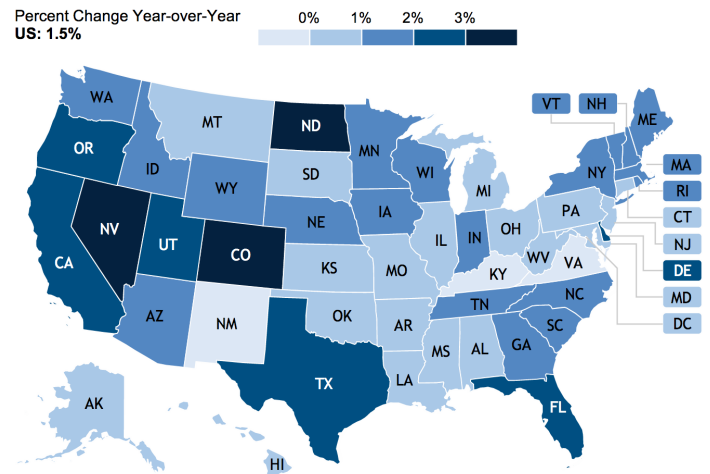 Percent Change Year-over-Year
US: 1.5%
0% 1% 2% 3%
WA
MT
ND
MN
VT NH
ME
OR
ID
WY
SD
WI
MI
NY
MA
RI
NV
UT
CO
NE
IA
IL
IN
OH
PA
CT
NJ
CA
KS
MO
KY
WV
VA
DE
MD
DC
AZ
NM
OK
AR
TN
NC
SC
TX
LA
MS
AL
GA
FL
AK
HI